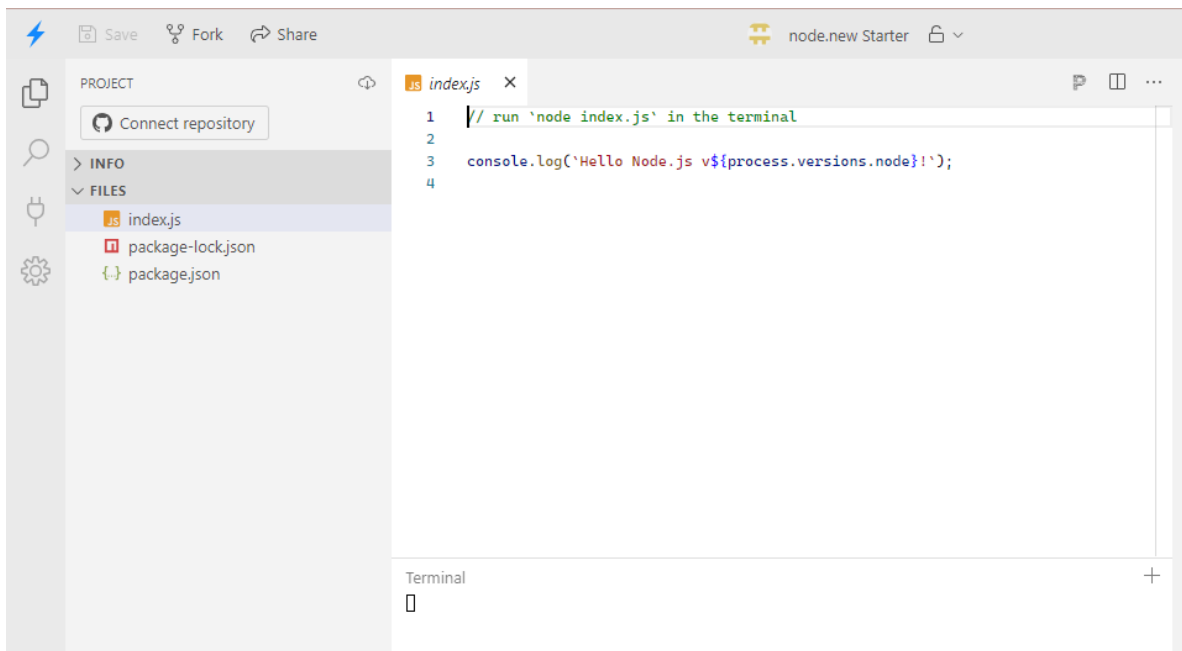 Save Fork Share node.new Starter
PROJECT
Connect repository
INFO
FILES
JS index.js
package-lock.json
{..} package.json
JS index.js
1 // run `node index.js` in the terminal
2
3 console.log(`Hello Node.js v${process.versions.node}!`);
4
Terminal